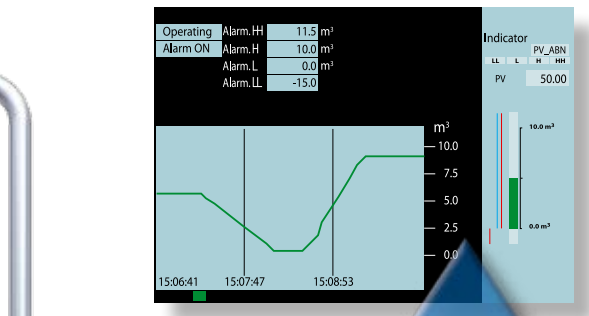 Operating Alarm.HH 11.5 m³
Alarm ON Alarm.H 10.0 m³
Alarm.L 0.0 m³
Alarm.LL -15.0
m³
10.0
7.5
5.0
2.5
0.0
15:06:41 15:07:47 15:08:53
Indicator
PV_ABN
LL L H HH
PV 50.00
10.0 m³
0.0 m³